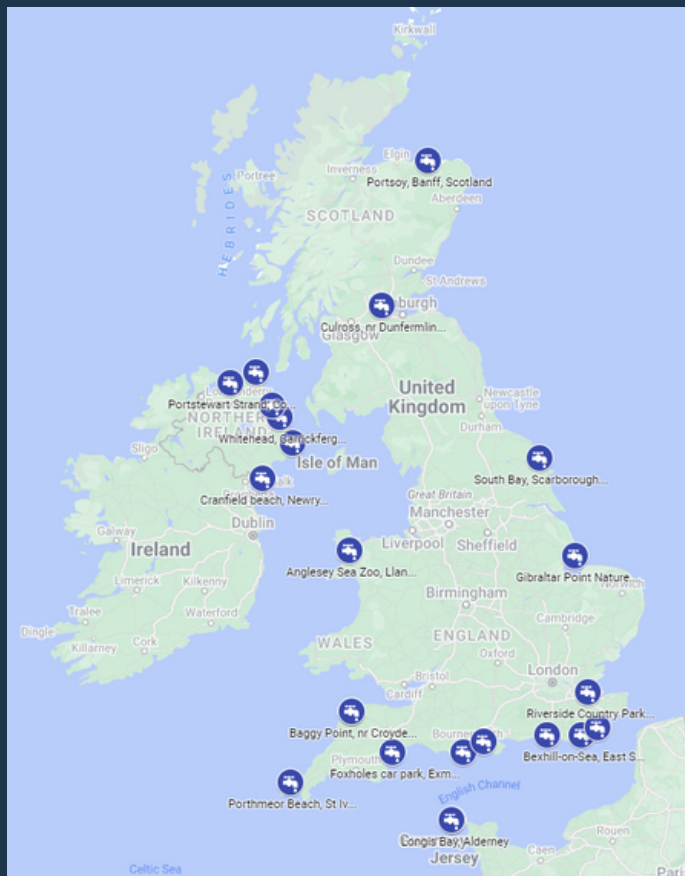 Kirkwall
Elgin
Inverness
Portree
Portsoy, Banff, Scotland
Aberdeen
HEBRIDES
SCOTLAND
Dundee
St Andrews
burgh
Culross, nr Dunfermlin...
Glasgow
United
Kingdom
Newcastle
upon Tyne
Portstewart Strand, Co...
NORTHERN
IRELAND
Durham
Whitehead, Carrickferg...
Sligo
Isle of Man
South Bay, Scarborough...
Cranfield beach, Newry...
Great Britain
Manchester
Dublin
Galway
Liverpool
Sheffield
Ireland
Anglesey Sea Zoo, Llan...
Gibraltar Point Nature...
Limerick
Kilkenny
Norwich
Birmingham
Tralee
Waterford
Cambridge
Dingle
Cork
WALES
ENGLAND
Killarney
Oxford
London
Bristol
Cardiff
Riverside Country Park...
Baggy Point, nr Croyde...
Bexhill-on-Sea, East S...
Plymouth
Foxholes car park, Exm...
English Channel
Porthmeor Beach, St Iv...
Longis Bay, Alderney
Jersey
Rouen
Caen
Celtic Sea